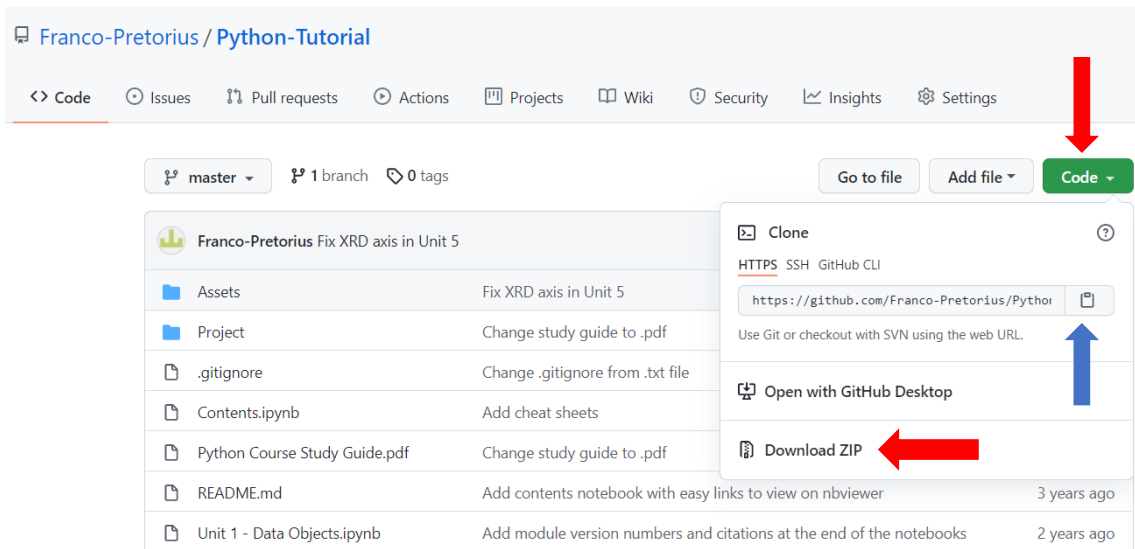 Franco-Pretorius / Python-Tutorial
Code Issues Pull requests Actions Projects Wiki Security Insights Settings
master 1 branch 0 tags Go to file Add file Code
Franco-Pretorius Fix XRD axis in Unit 5
Clone
HTTPS SSH GitHub CLI
https://github.com/Franco-Pretorius/Python
Use Git or checkout with SVN using the web URL.
Open with GitHub Desktop
Download ZIP
Assets Fix XRD axis in Unit 5
Project Change study guide to .pdf
.gitignore Change .gitignore from .txt file
Contents.ipynb Add cheat sheets
Python Course Study Guide.pdf Change study guide to .pdf
README.md Add contents notebook with easy links to view on nbviewer 3 years ago
Unit 1 - Data Objects.ipynb Add module version numbers and citations at the end of the notebooks 2 years ago